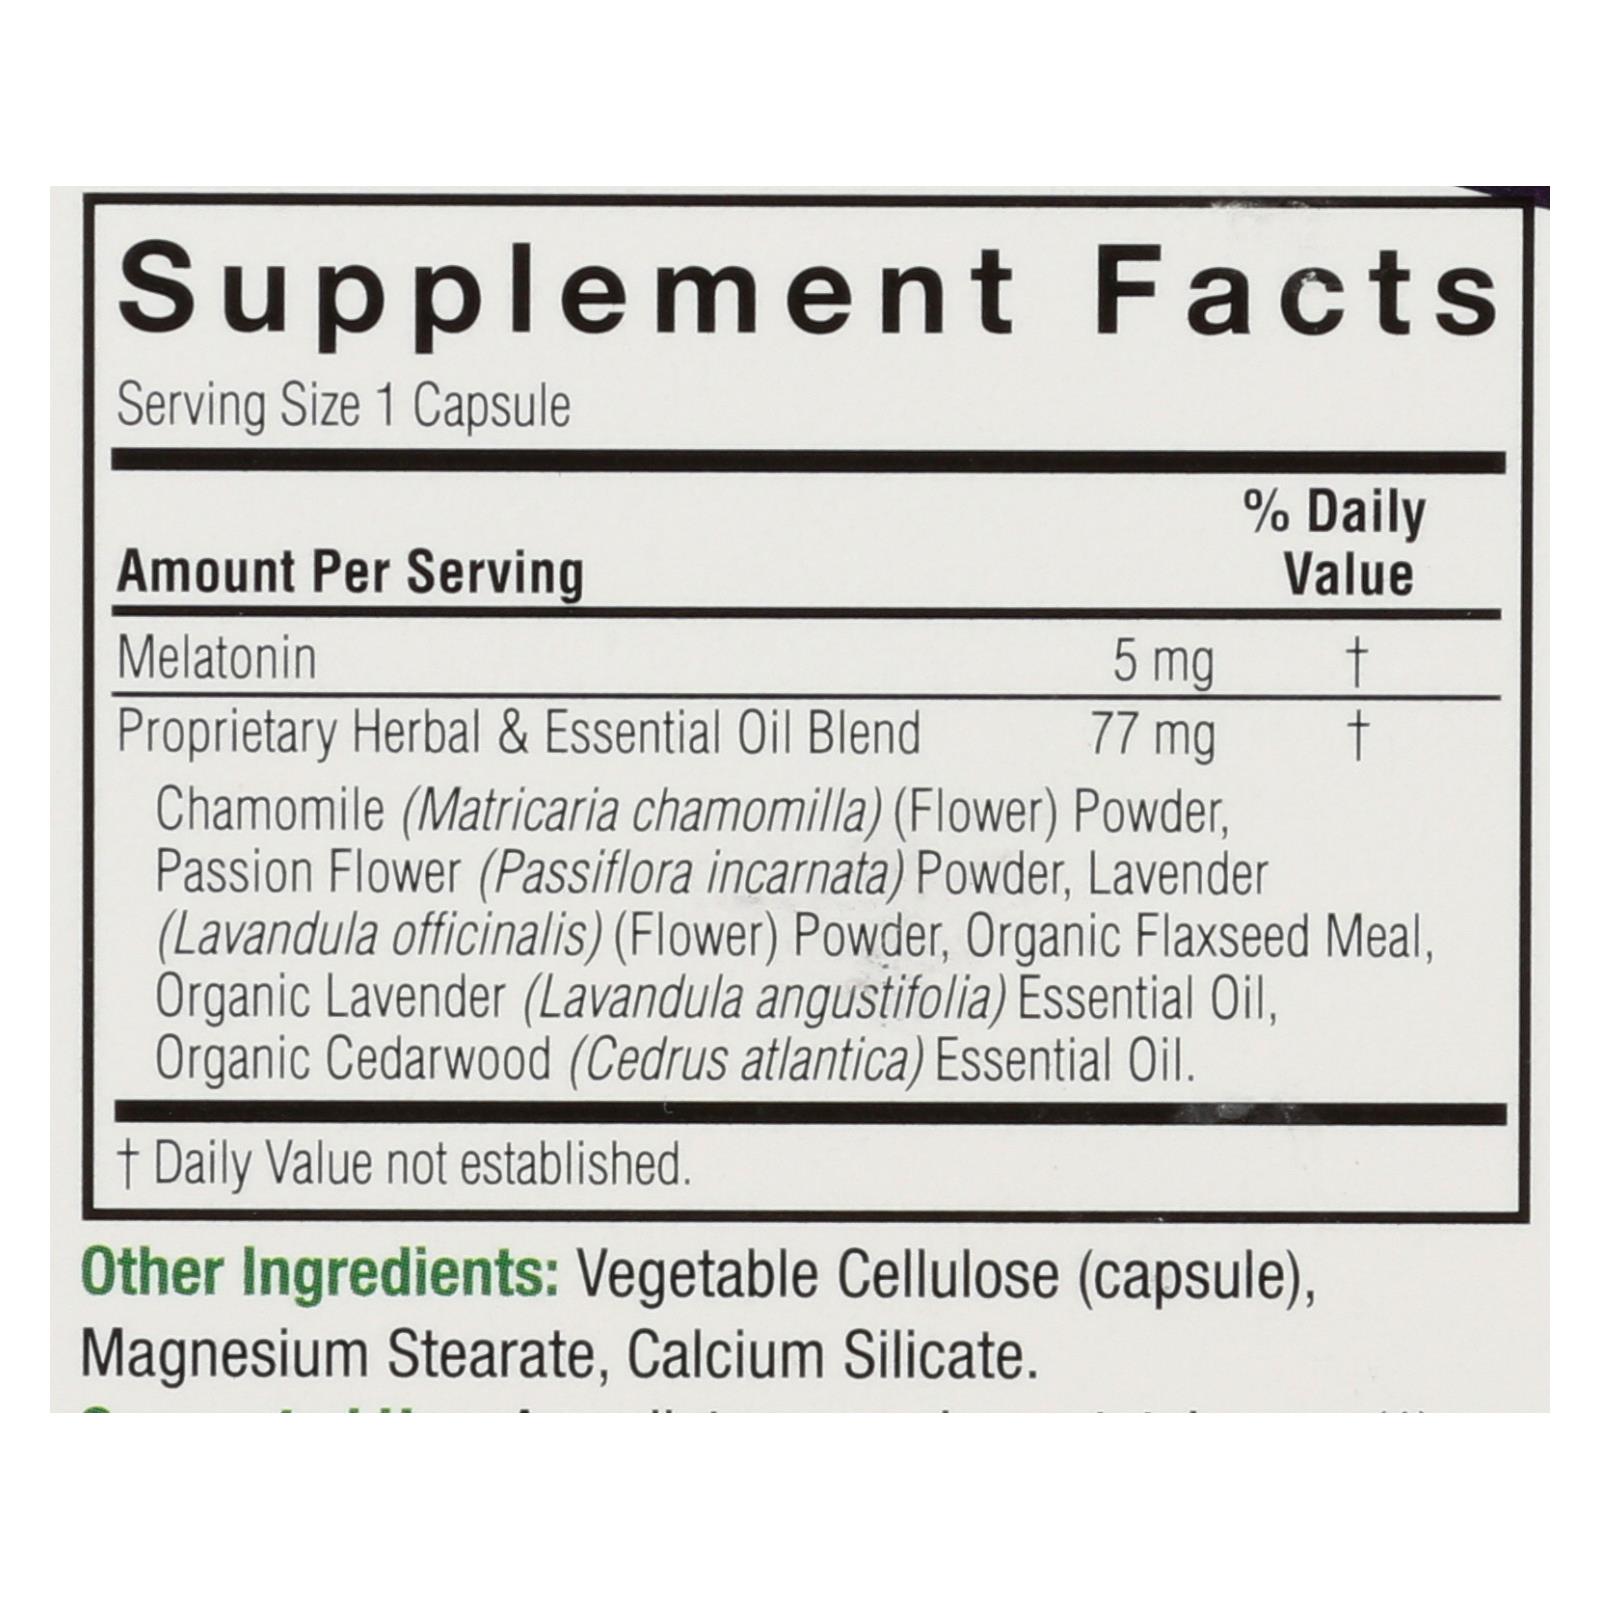 Supplement Facts
Serving Size 1 Capsule
% Daily
Value
Amount Per Serving
Melatonin 5 mg †
Proprietary Herbal & Essential Oil Blend 77 mg †
Chamomile (Matricaria chamomilla) (Flower) Powder,
Passion Flower (Passiflora incarnata) Powder, Lavender
(Lavandula officinalis) (Flower) Powder, Organic Flaxseed Meal,
Organic Lavender (Lavandula angustifolia) Essential Oil,
Organic Cedarwood (Cedrus atlantica) Essential Oil.
† Daily Value not established.
Other Ingredients: Vegetable Cellulose (capsule),
Magnesium Stearate, Calcium Silicate.